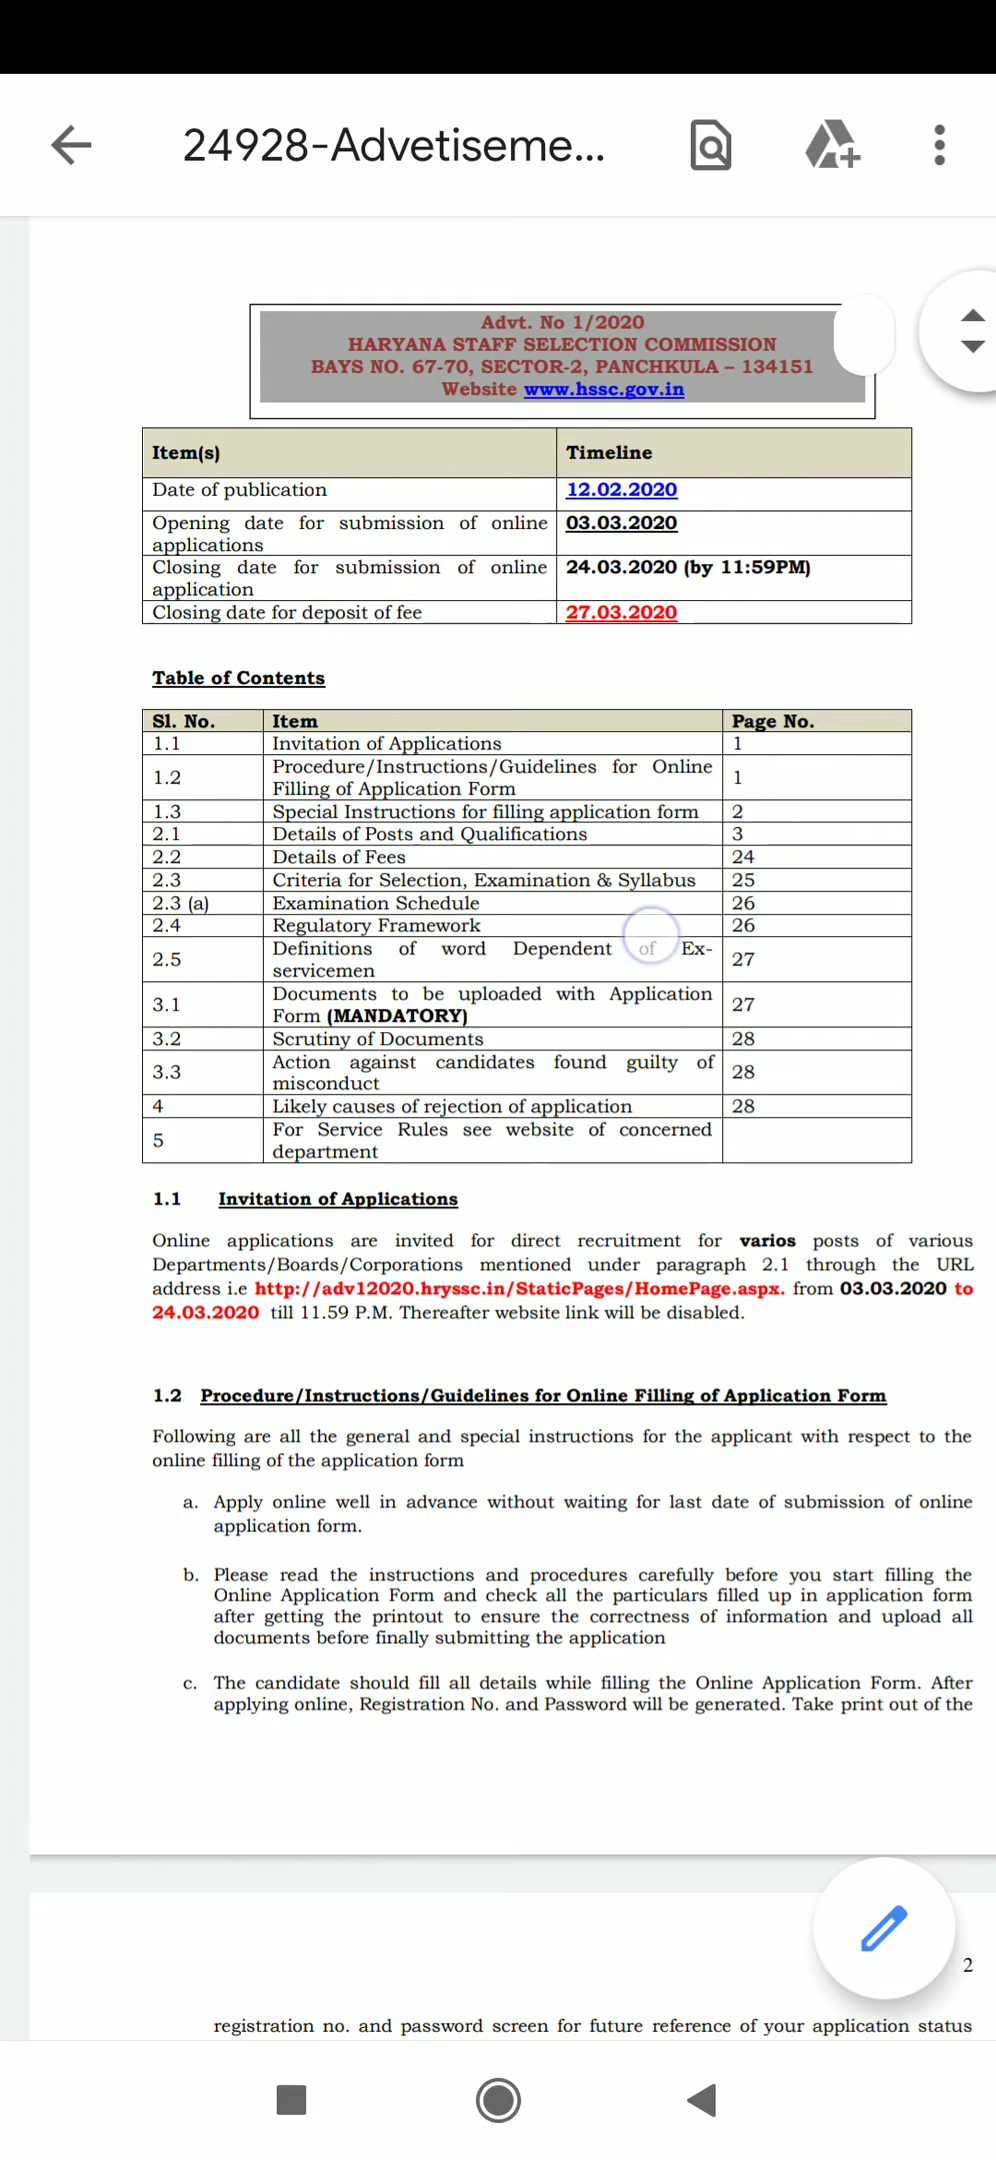 24928-Advetiseme...
Advt. No 1/2020
HARYANA STAFF SELECTION COMMISSION
BAYS NO. 67-70, SECTOR-2, PANCHKULA – 134151
Website www.hssc.gov.in
Item(s) Timeline
Date of publication 12.02.2020
Opening date for submission of online 03.03.2020
applications
Closing date for submission of online 24.03.2020 (by 11:59PM)
application
Closing date for deposit of fee 27.03.2020
Table of Contents
Sl. No. Item Page No.
1.1 Invitation of Applications 1
1.2 Procedure/Instructions/Guidelines for Online 1
Filling of Application Form
1.3 Special Instructions for filling application form 2
2.1 Details of Posts and Qualifications 3
2.2 Details of Fees 24
2.3 Criteria for Selection, Examination & Syllabus 25
2.3 (a) Examination Schedule 26
2.4 Regulatory Framework 26
2.5 Definitions of word Dependent of Ex- 27
servicemen
3.1 Documents to be uploaded with Application 27
Form (MANDATORY)
3.2 Scrutiny of Documents 28
3.3 Action against candidates found guilty of 28
misconduct
4 Likely causes of rejection of application 28
5 For Service Rules see website of concerned
department
1.1 Invitation of Applications
Online applications are invited for direct recruitment for varios posts of various
Departments/Boards/Corporations mentioned under paragraph 2.1 through the URL
address i.e http://adv12020.hryssc.in/StaticPages/HomePage.aspx. from 03.03.2020 to
24.03.2020 till 11.59 P.M. Thereafter website link will be disabled.
1.2 Procedure/Instructions/Guidelines for Online Filling of Application Form
Following are all the general and special instructions for the applicant with respect to the
online filling of the application form
a. Apply online well in advance without waiting for last date of submission of online
application form.
b. Please read the instructions and procedures carefully before you start filling the
Online Application Form and check all the particulars filled up in application form
after getting the printout to ensure the correctness of information and upload all
documents before finally submitting the application
c. The candidate should fill all details while filling the Online Application Form. After
applying online, Registration No. and Password will be generated. Take print out of the
2
registration no. and password screen for future reference of your application status